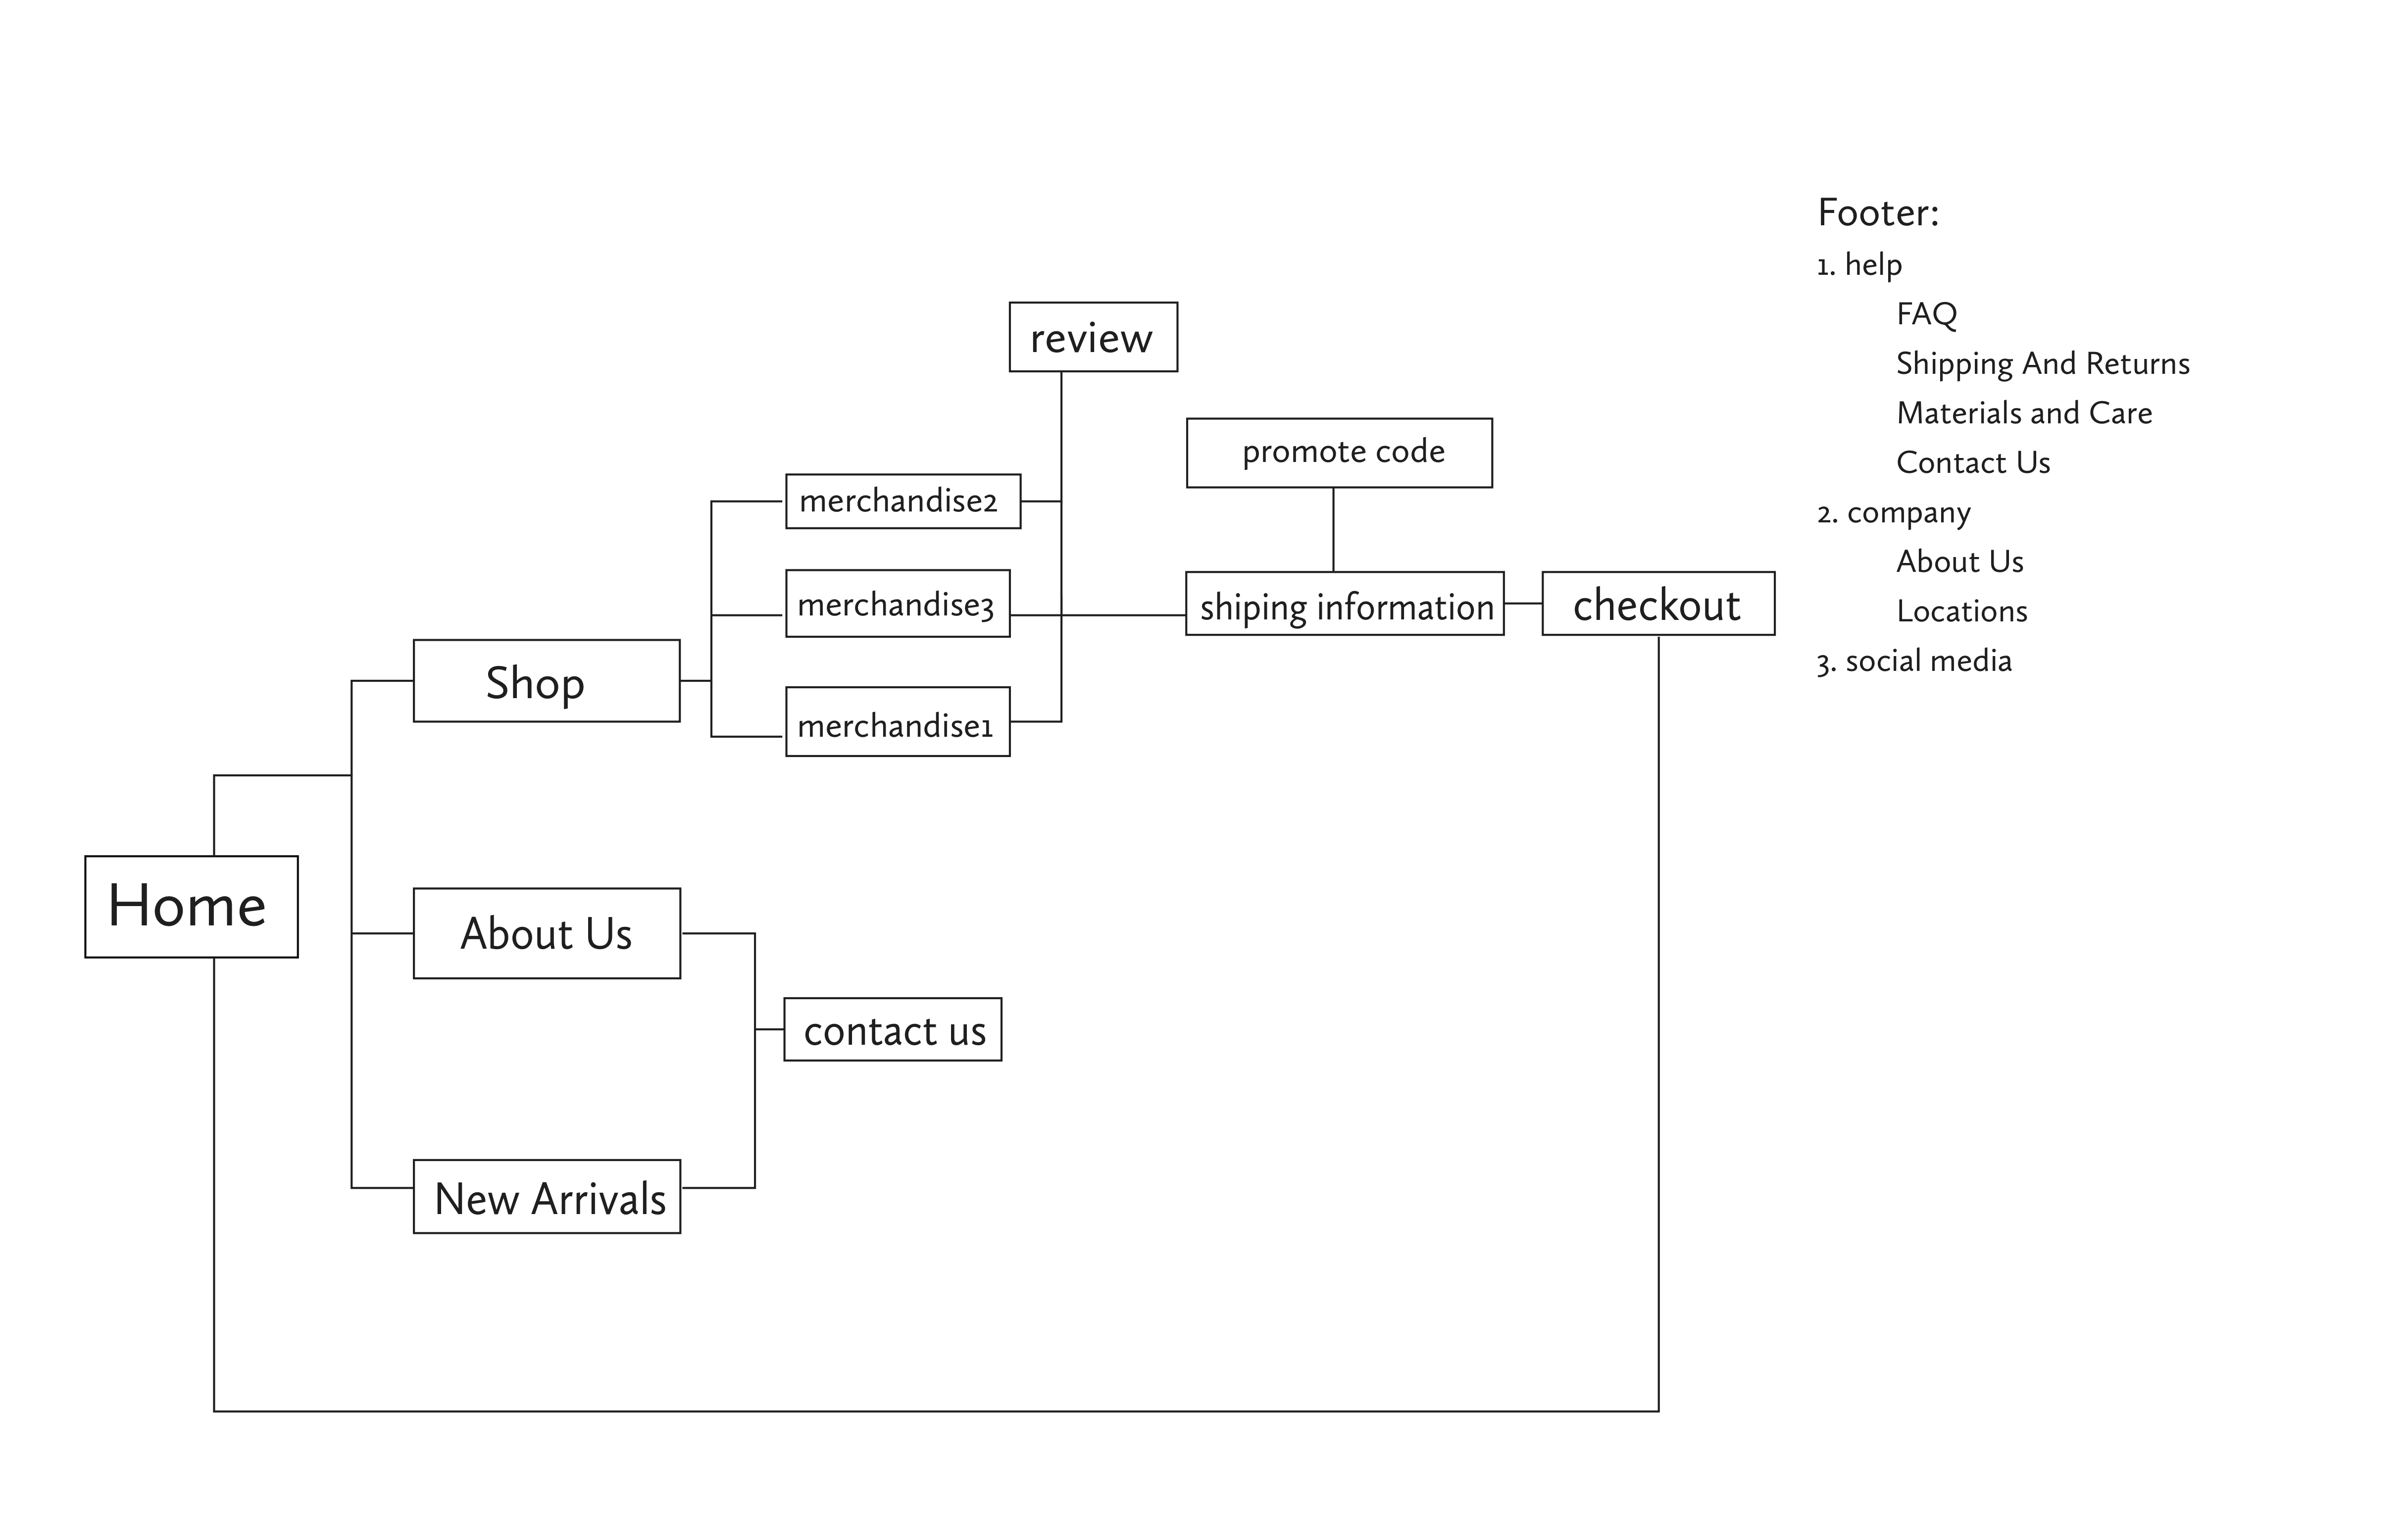 Footer:
1. help
FAQ
Shipping And Returns
Materials and Care
Contact Us
2. company
About Us
Locations
3. social media
review
promote code
merchandise2
merchandise3
shiping information
checkout
Shop
merchandise1
Home
About Us
contact us
New Arrivals